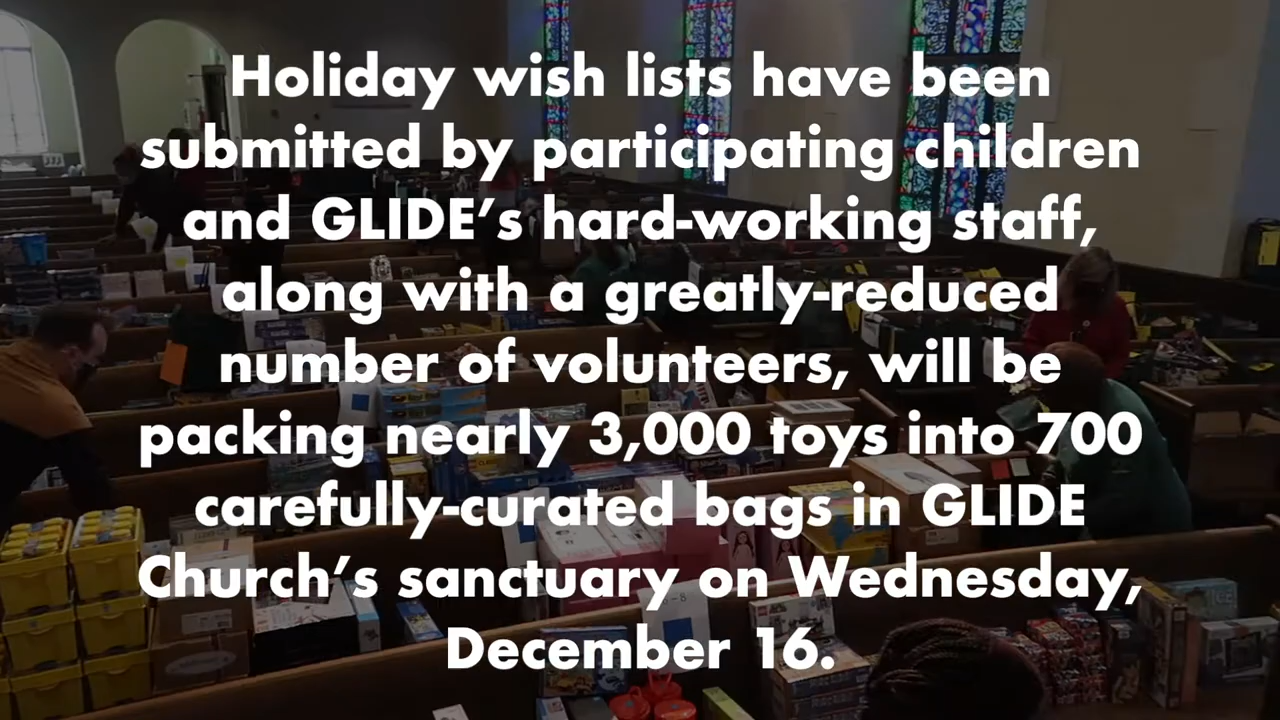 Holiday wish lists have been
submitted by participating children
and GLIDE’s hard-working staff,
along with a greatly-reduced
number of volunteers, will be
packing nearly 3,000 toys into 700
carefully-curated bags in GLIDE
Church’s sanctuary on Wednesday,
December 16.